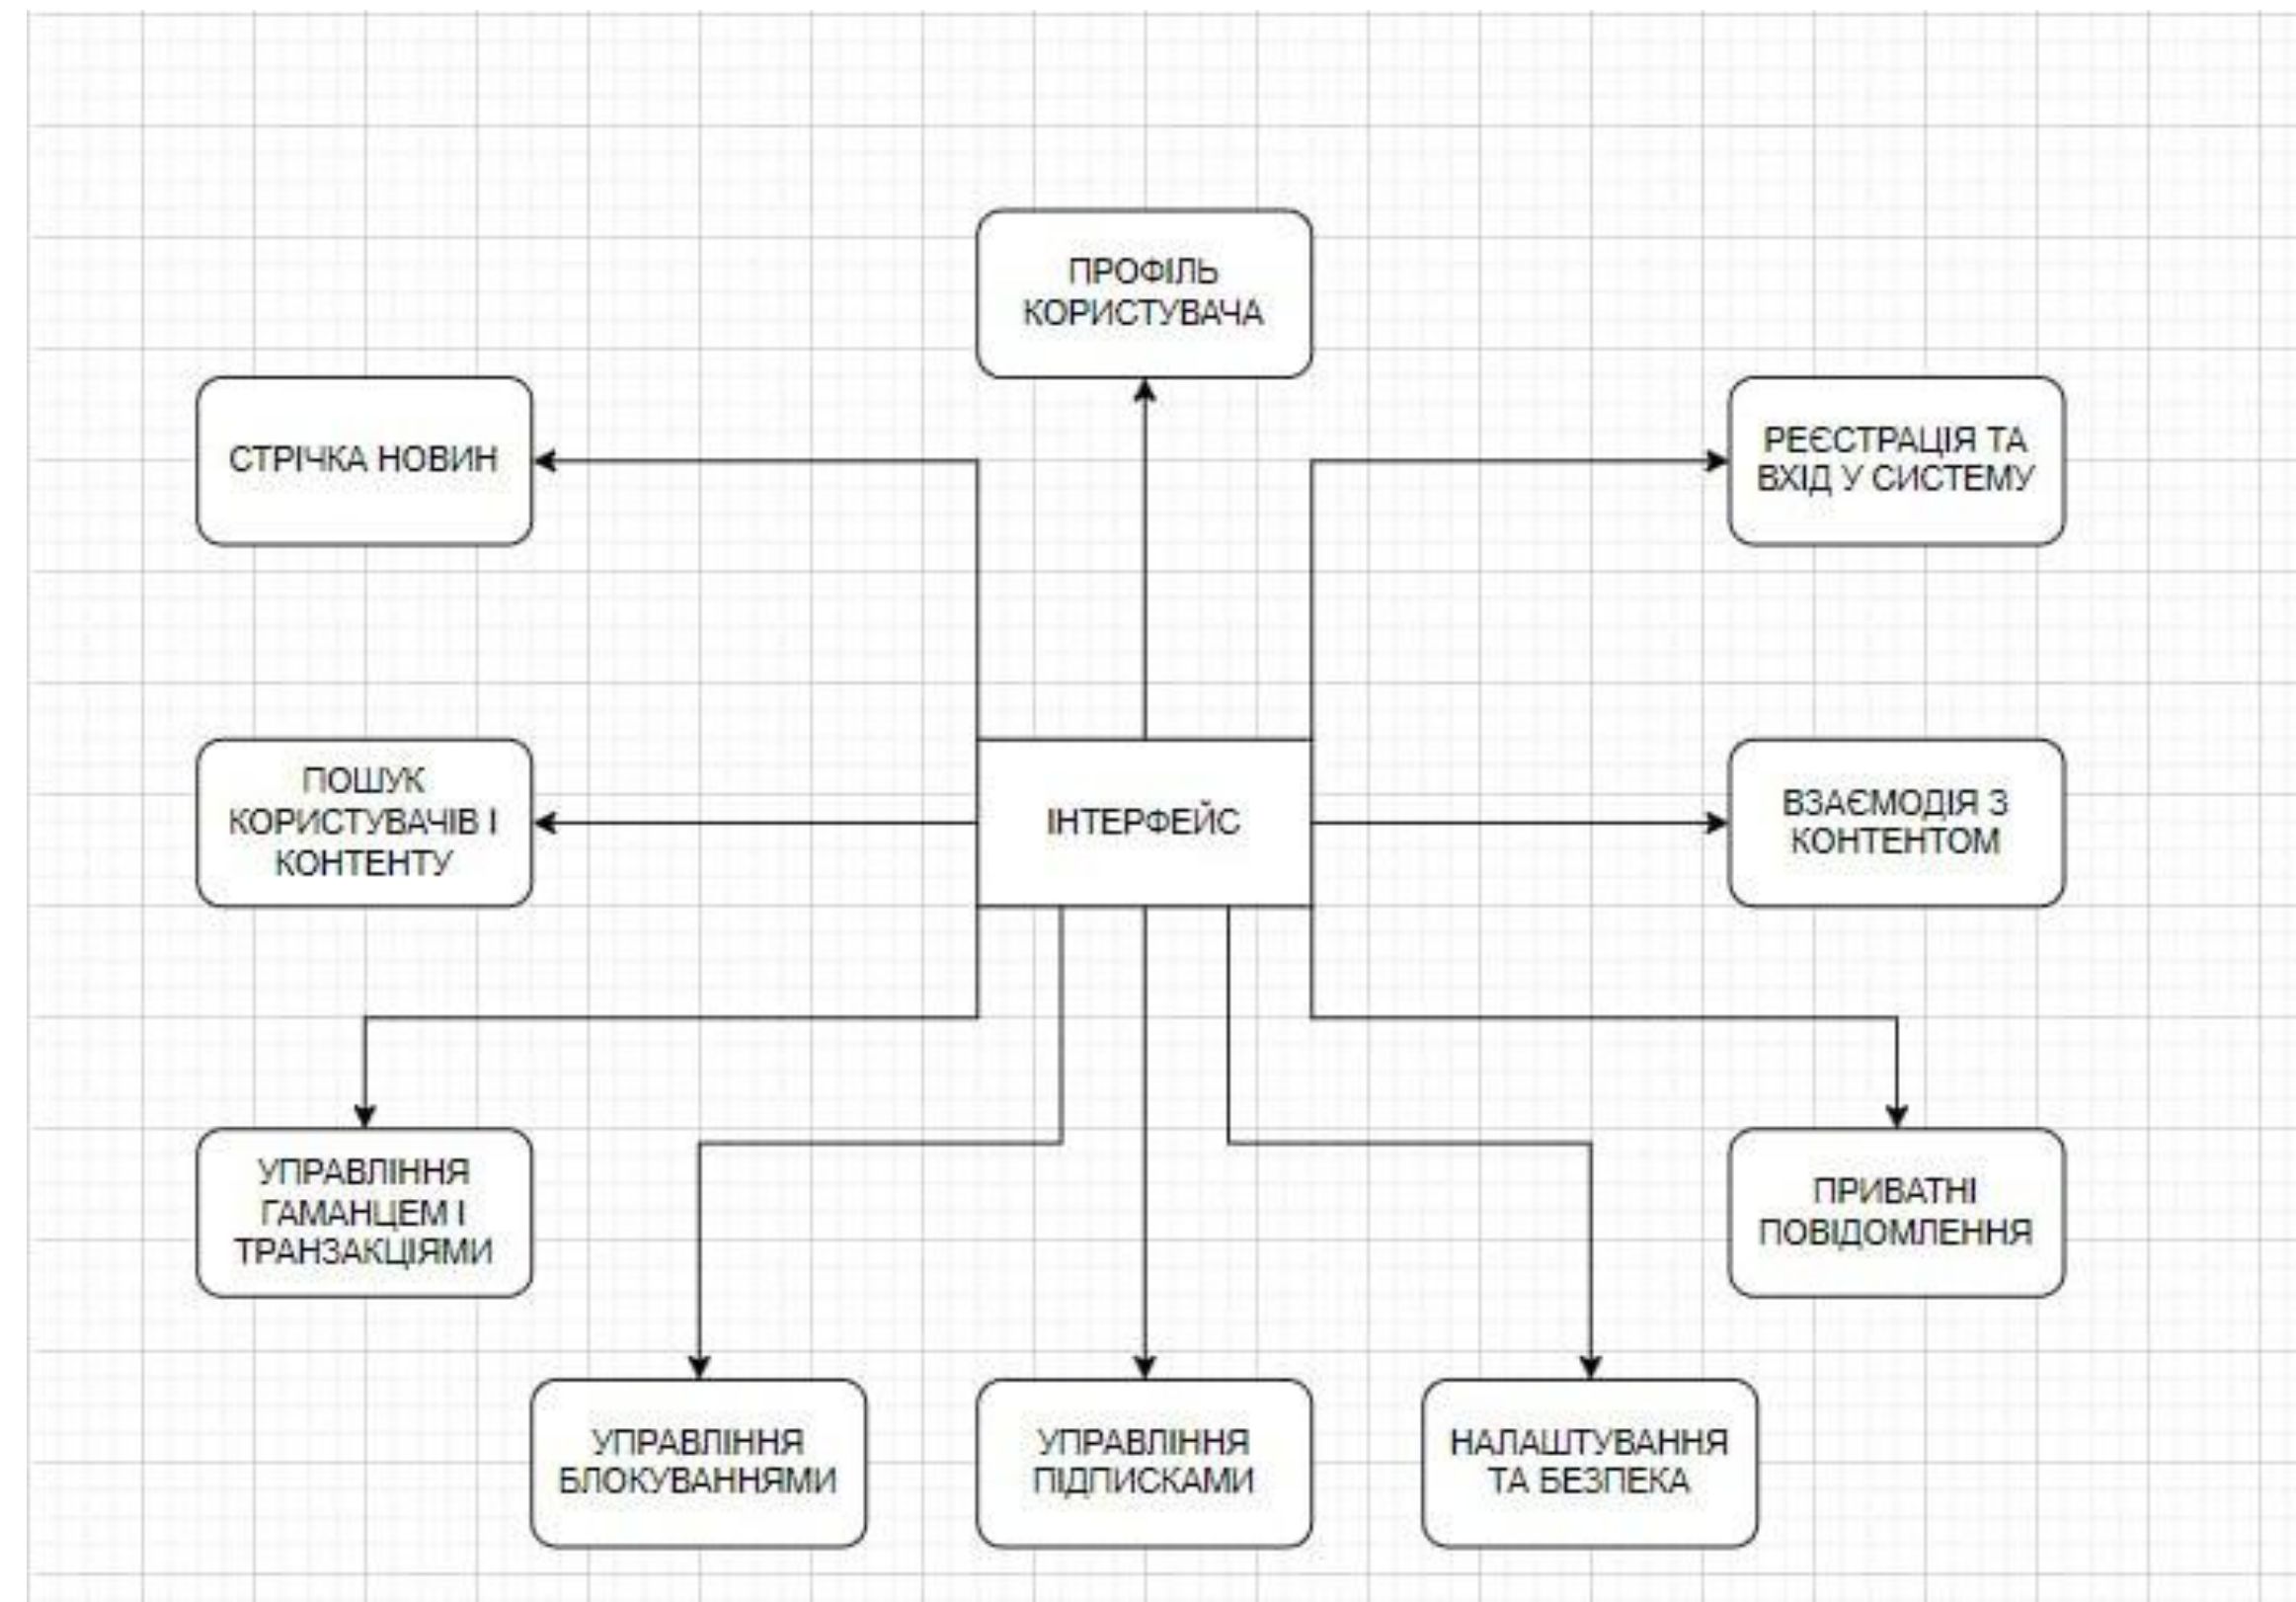 ПРОФІЛЬ
КОРИСТУВАЧА
СТРІЧКА НОВИН
РЕЄСТРАЦІЯ ТА
ВХІД У СИСТЕМУ
ПОШУК
КОРИСТУВАЧІВ І
КОНТЕНТУ
ІНТЕРФЕЙС
ВЗАЄМОДІЯ З
КОНТЕНТОМ
УПРАВЛІННЯ
ГАМАНЦЕМ І
ТРАНЗАКЦІЯМИ
ПРИВАТНІ
ПОВІДОМЛЕННЯ
УПРАВЛІННЯ
БЛОКУВАННЯМИ
УПРАВЛІННЯ
ПІДПИСКАМИ
НАЛАШТУВАННЯ
ТА БЕЗПЕКА